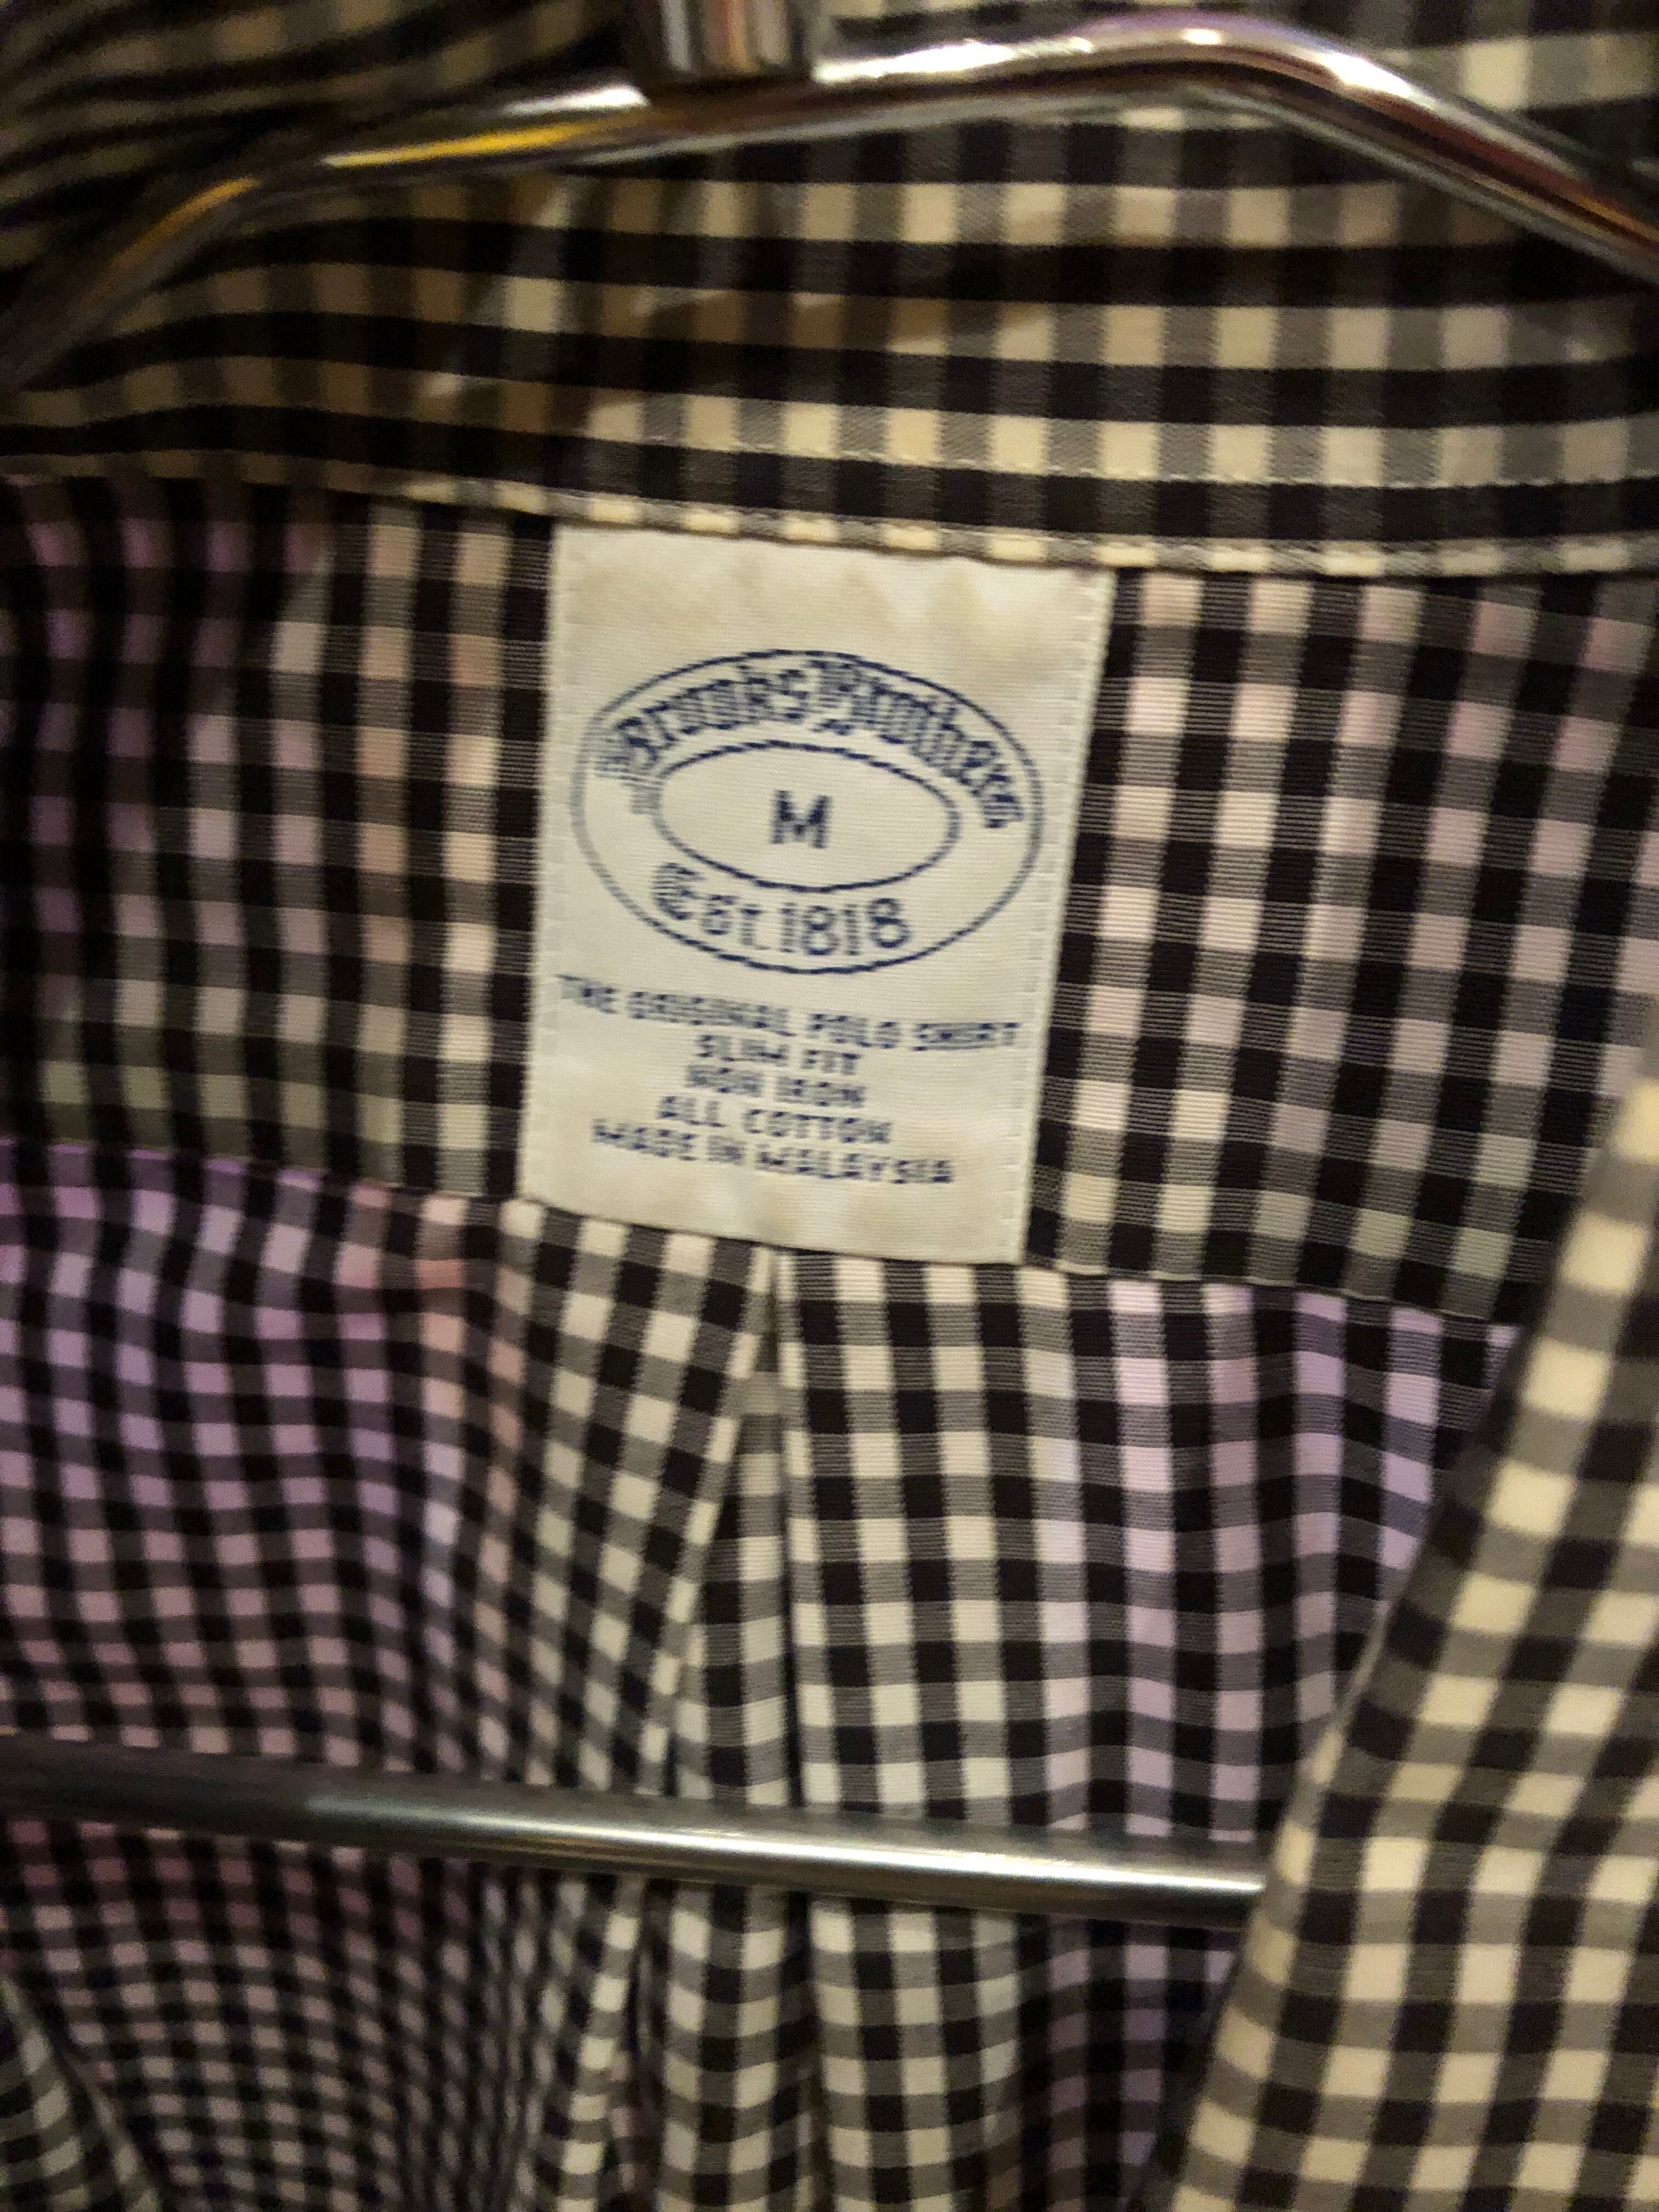 Brooks Brothers
M
Est. 1818
THE ORIGINAL POLO SHIRT
SLIM FIT
NON IRON
ALL COTTON
MADE IN MALAYSIA